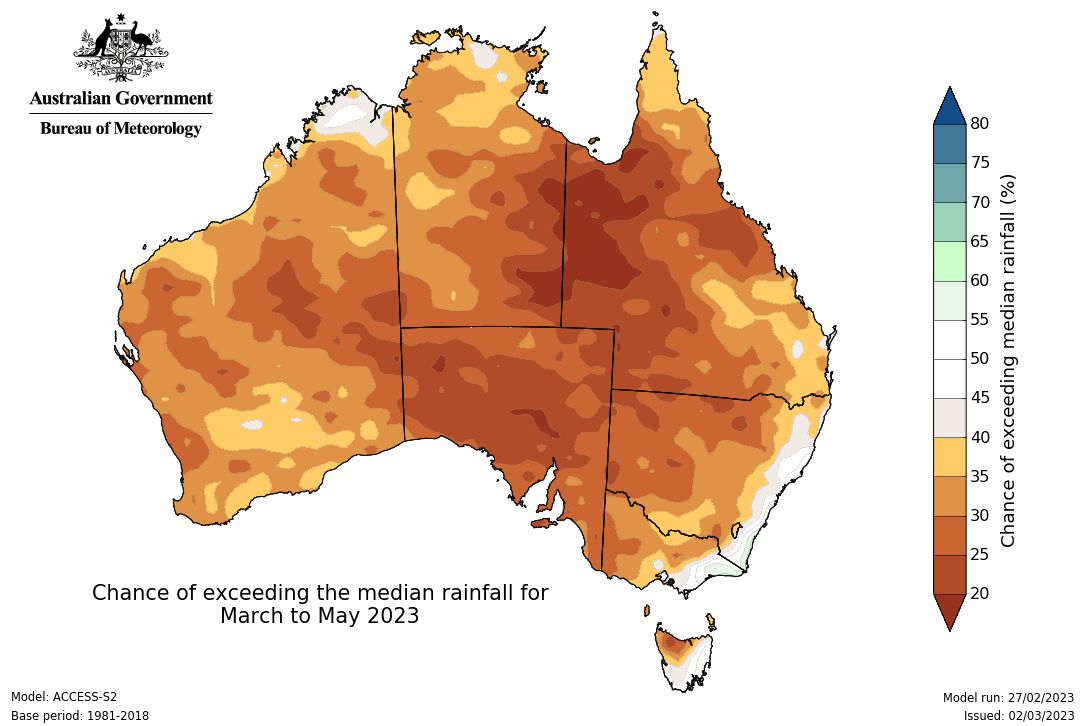 Australian Government
Bureau of Meteorology
80
75
70
65
60
55
50
45
40
35
30
25
20
Chance of exceeding median rainfall (%)
Chance of exceeding the median rainfall for
March to May 2023
Model: ACCESS-S2
Base period: 1981-2018
Model run: 27/02/2023
Issued: 02/03/2023